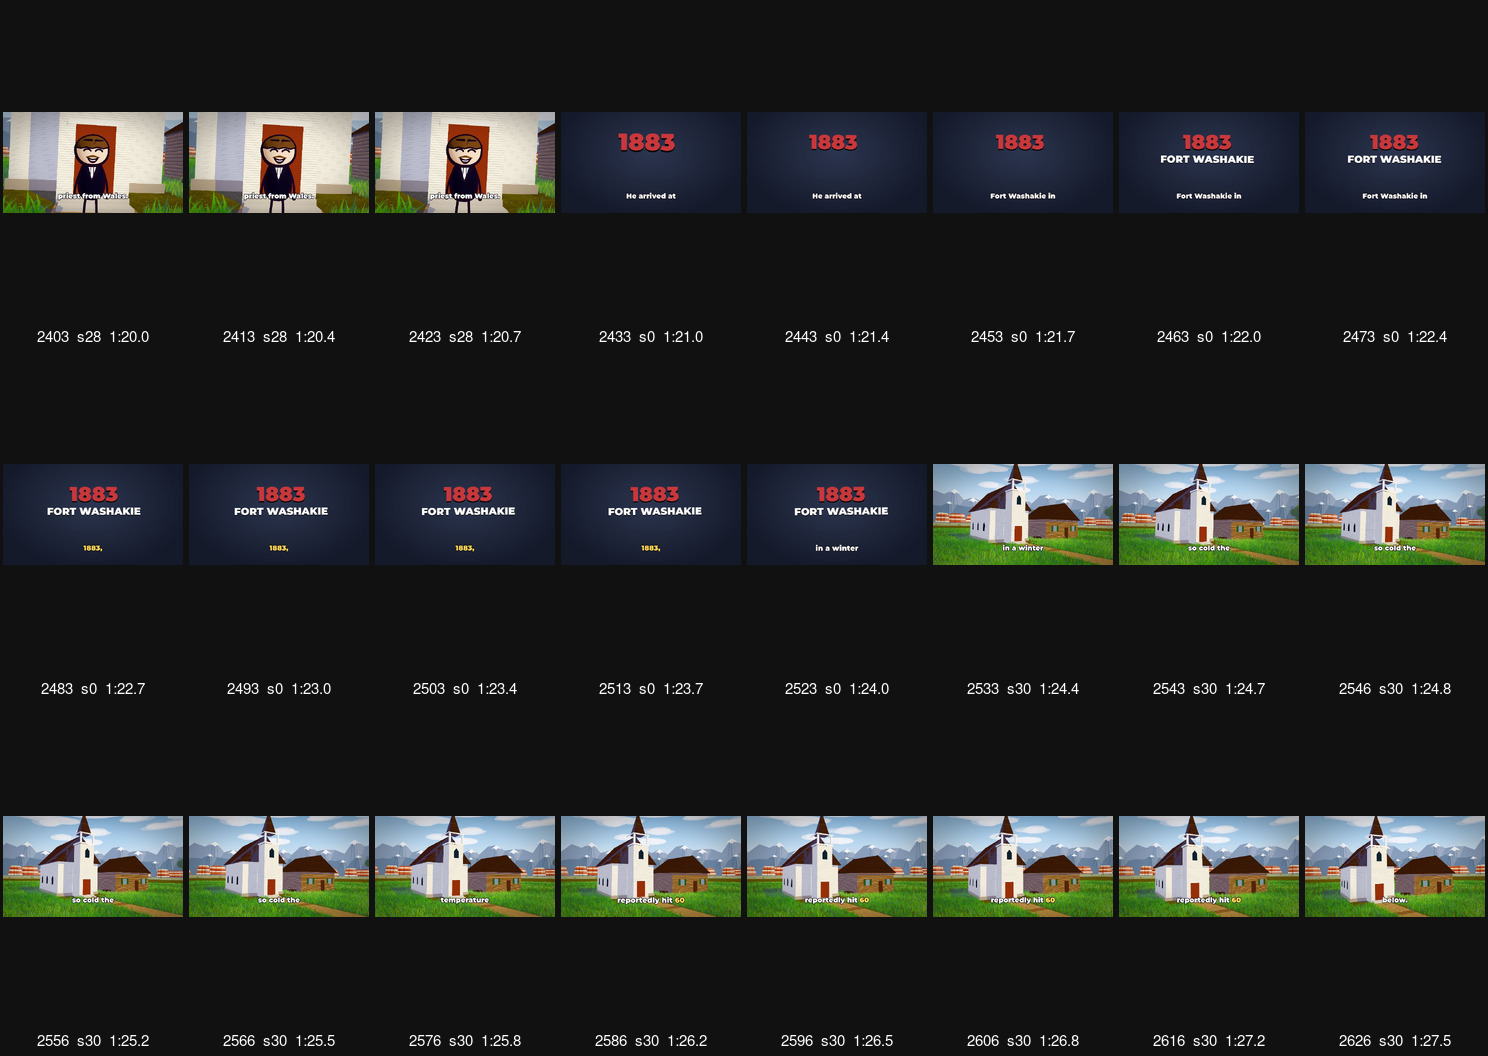 priest from Wales.
priest from Wales.
priest from Wales.
1883
He arrived at
1883
He arrived at
1883
Fort Washakie in
1883
FORT WASHAKIE
Fort Washakie in
1883
FORT WASHAKIE
Fort Washakie in
2403 s28 1:20.0
2413 s28 1:20.4
2423 s28 1:20.7
2433 s0 1:21.0
2443 s0 1:21.4
2453 s0 1:21.7
2463 s0 1:22.0
2473 s0 1:22.4
1883
FORT WASHAKIE
1883,
1883
FORT WASHAKIE
1883,
1883
FORT WASHAKIE
1883,
1883
FORT WASHAKIE
1883,
1883
FORT WASHAKIE
in a winter
in a winter
so cold the
so cold the
2483 s0 1:22.7
2493 s0 1:23.0
2503 s0 1:23.4
2513 s0 1:23.7
2523 s0 1:24.0
2533 s30 1:24.4
2543 s30 1:24.7
2546 s30 1:24.8
so cold the
so cold the
temperature
reportedly hit 60
reportedly hit 60
reportedly hit 60
reportedly hit 60
below.
2556 s30 1:25.2
2566 s30 1:25.5
2576 s30 1:25.8
2586 s30 1:26.2
2596 s30 1:26.5
2606 s30 1:26.8
2616 s30 1:27.2
2626 s30 1:27.5